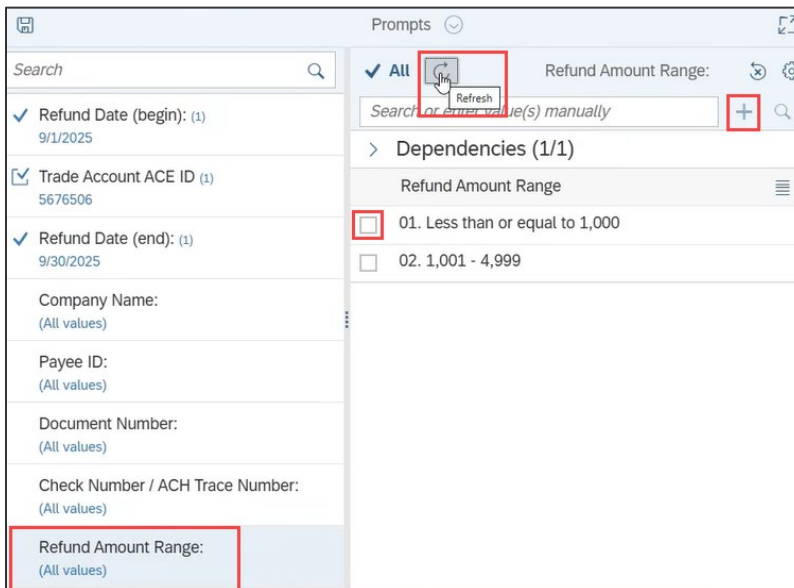 Prompts
Search
Refund Date (begin): (1)
9/1/2025
Trade Account ACE ID (1)
5676506
Refund Date (end): (1)
9/30/2025
Company Name:
(All values)
Payee ID:
(All values)
Document Number:
(All values)
Check Number / ACH Trace Number:
(All values)
Refund Amount Range:
(All values)
All
Refund Amount Range:
Refresh
Search or enter value(s) manually
Dependencies (1/1)
Refund Amount Range
01. Less than or equal to 1,000
02. 1,001 - 4,999